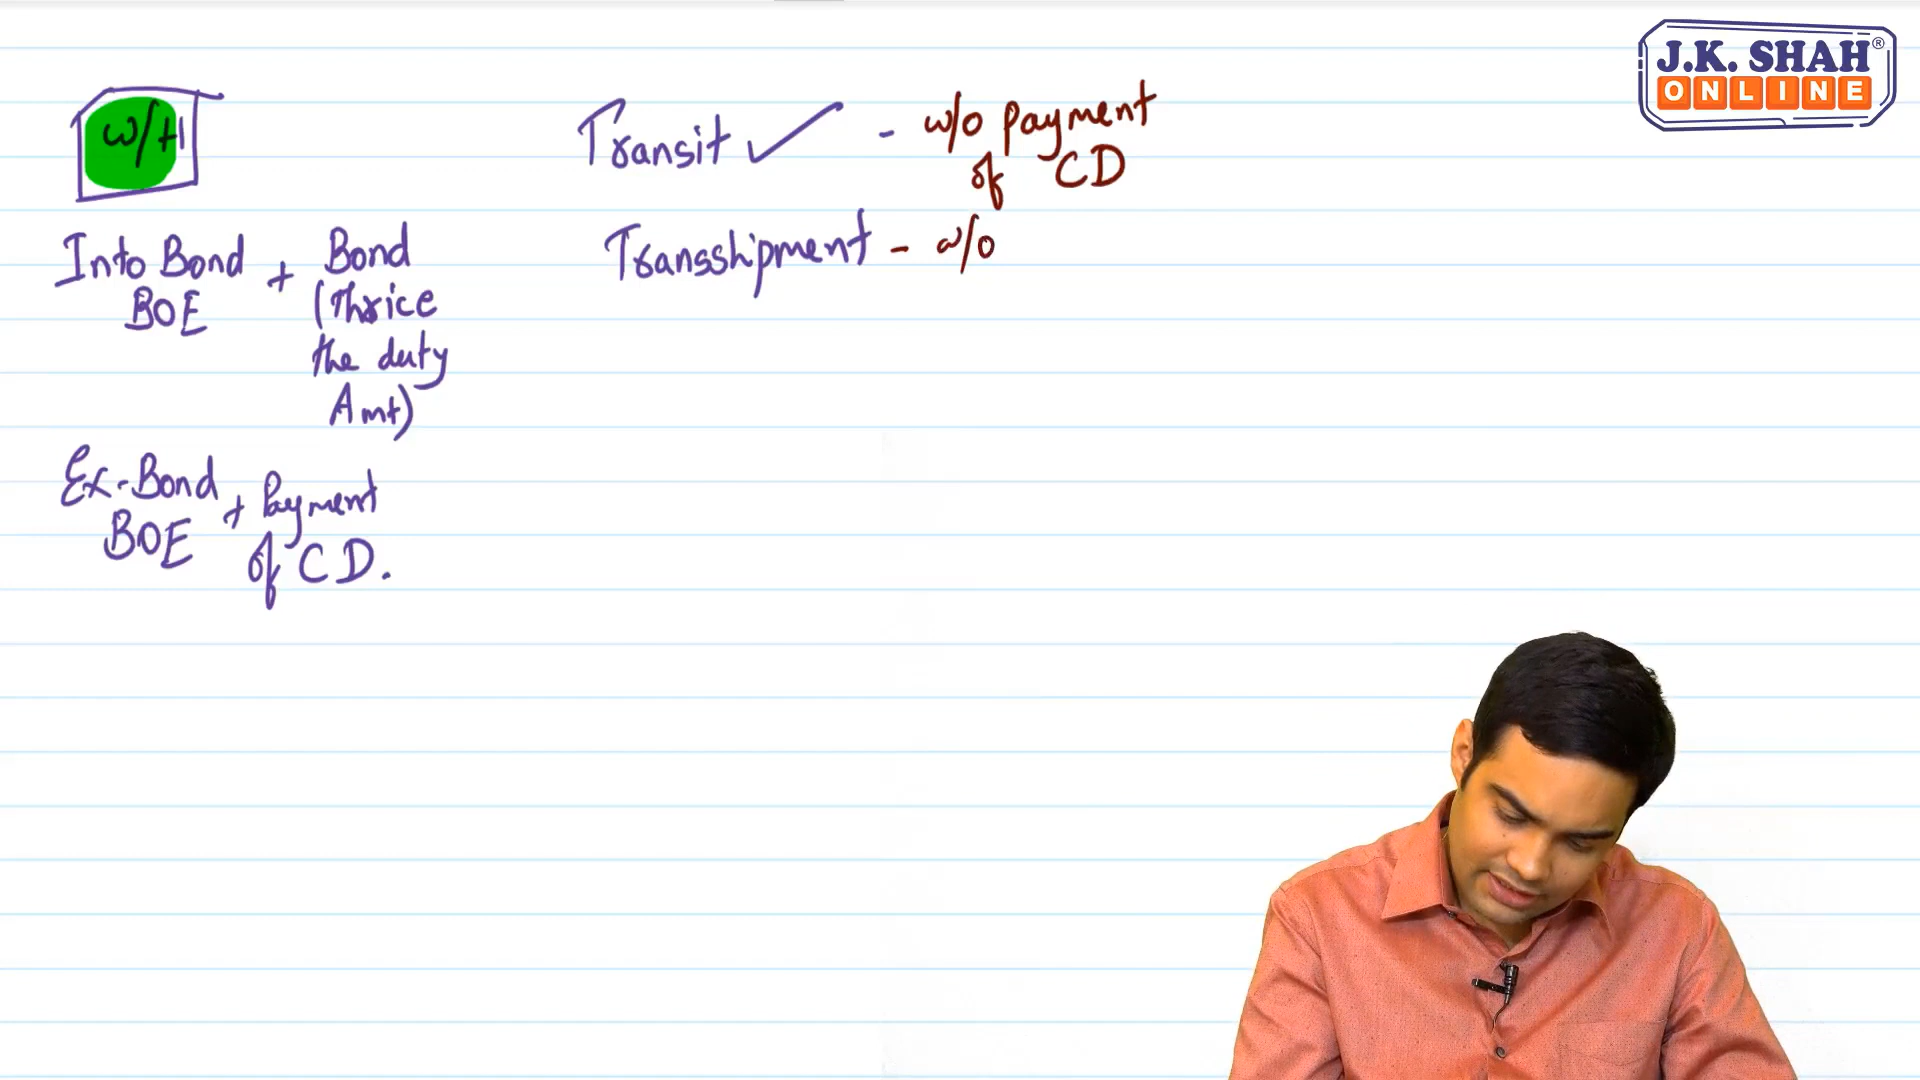 J.K. SHAH®
ONLINE
W/H
Into Bond + Bond
BOE (Thrice
the duty
Amt)
Ex-Bond + Payment
BOE of CD.
Transit ✓ - w/o payment
of CD
Transshipment - w/o